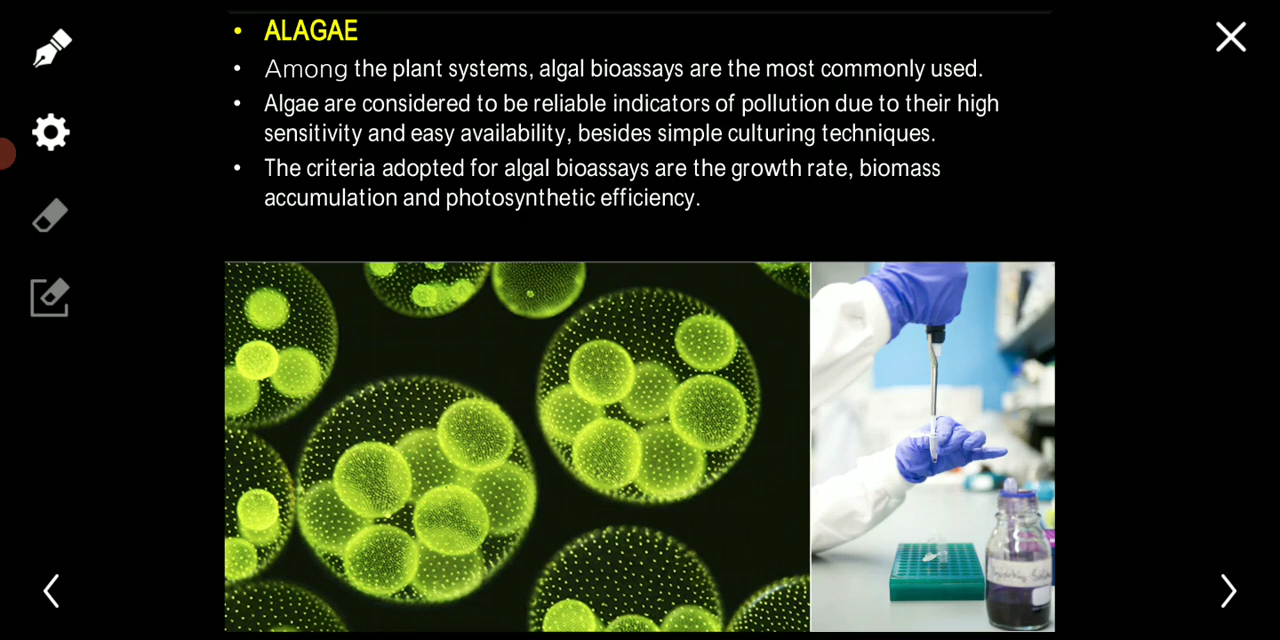 • ALAGAE
• Among the plant systems, algal bioassays are the most commonly used.
• Algae are considered to be reliable indicators of pollution due to their high
sensitivity and easy availability, besides simple culturing techniques.
• The criteria adopted for algal bioassays are the growth rate, biomass
accumulation and photosynthetic efficiency.